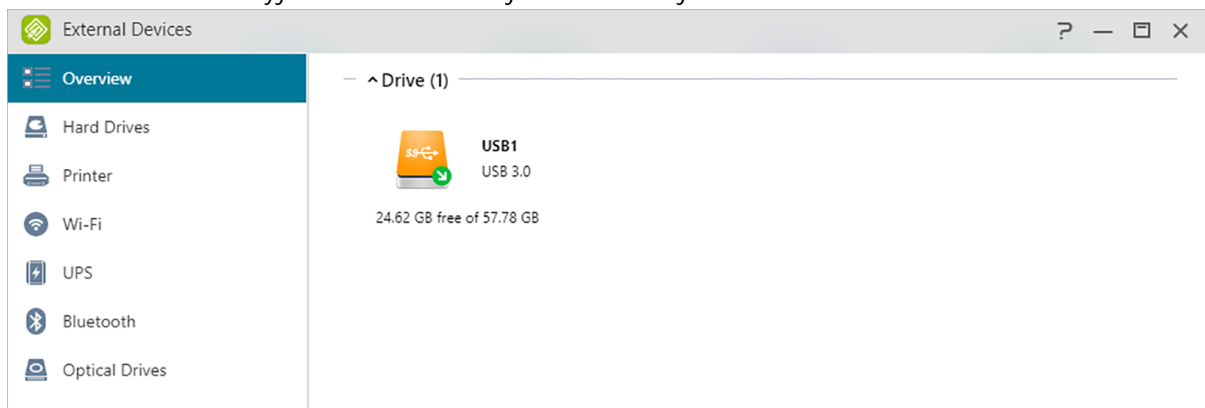 External Devices
Overview
Hard Drives
Printer
Wi-Fi
UPS
Bluetooth
Optical Drives
Drive (1)
USB1
USB 3.0
24.62 GB free of 57.78 GB